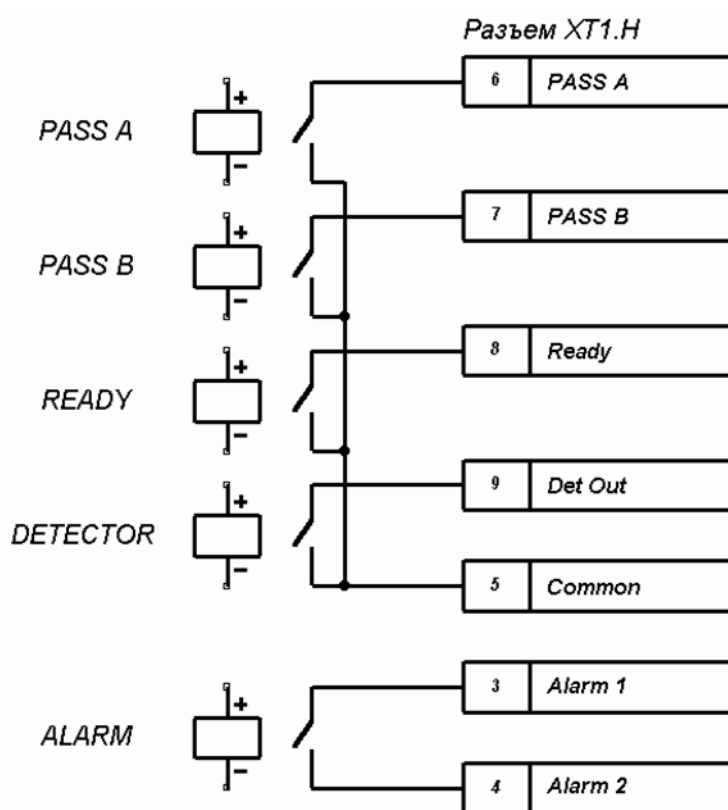 Разъем XT1.H
6 PASS A
PASS A
+
−
7 PASS B
PASS B
+
−
8 Ready
READY
+
−
9 Det Out
DETECTOR
+
−
5 Common
3 Alarm 1
ALARM
+
−
4 Alarm 2